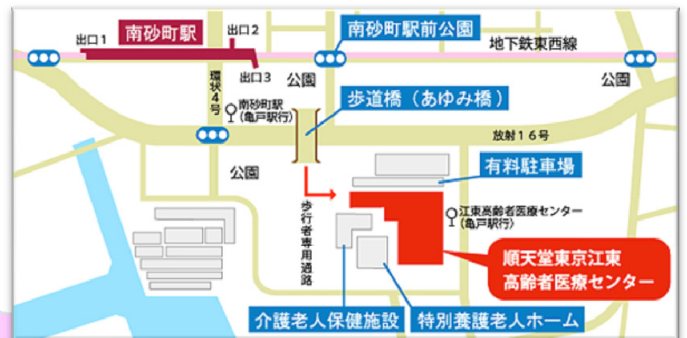 出口1
南砂町駅
出口2
南砂町駅前公園
地下鉄東西線
出口3
公園
公園
環状4号
南砂町駅
(亀戸駅行)
歩道橋(あゆみ橋)
放射16号
公園
有料駐車場
歩行者専用通路
江東高齢者医療センター
(亀戸駅行)
順天堂東京江東
高齢者医療センター
介護老人保健施設
特別養護老人ホーム